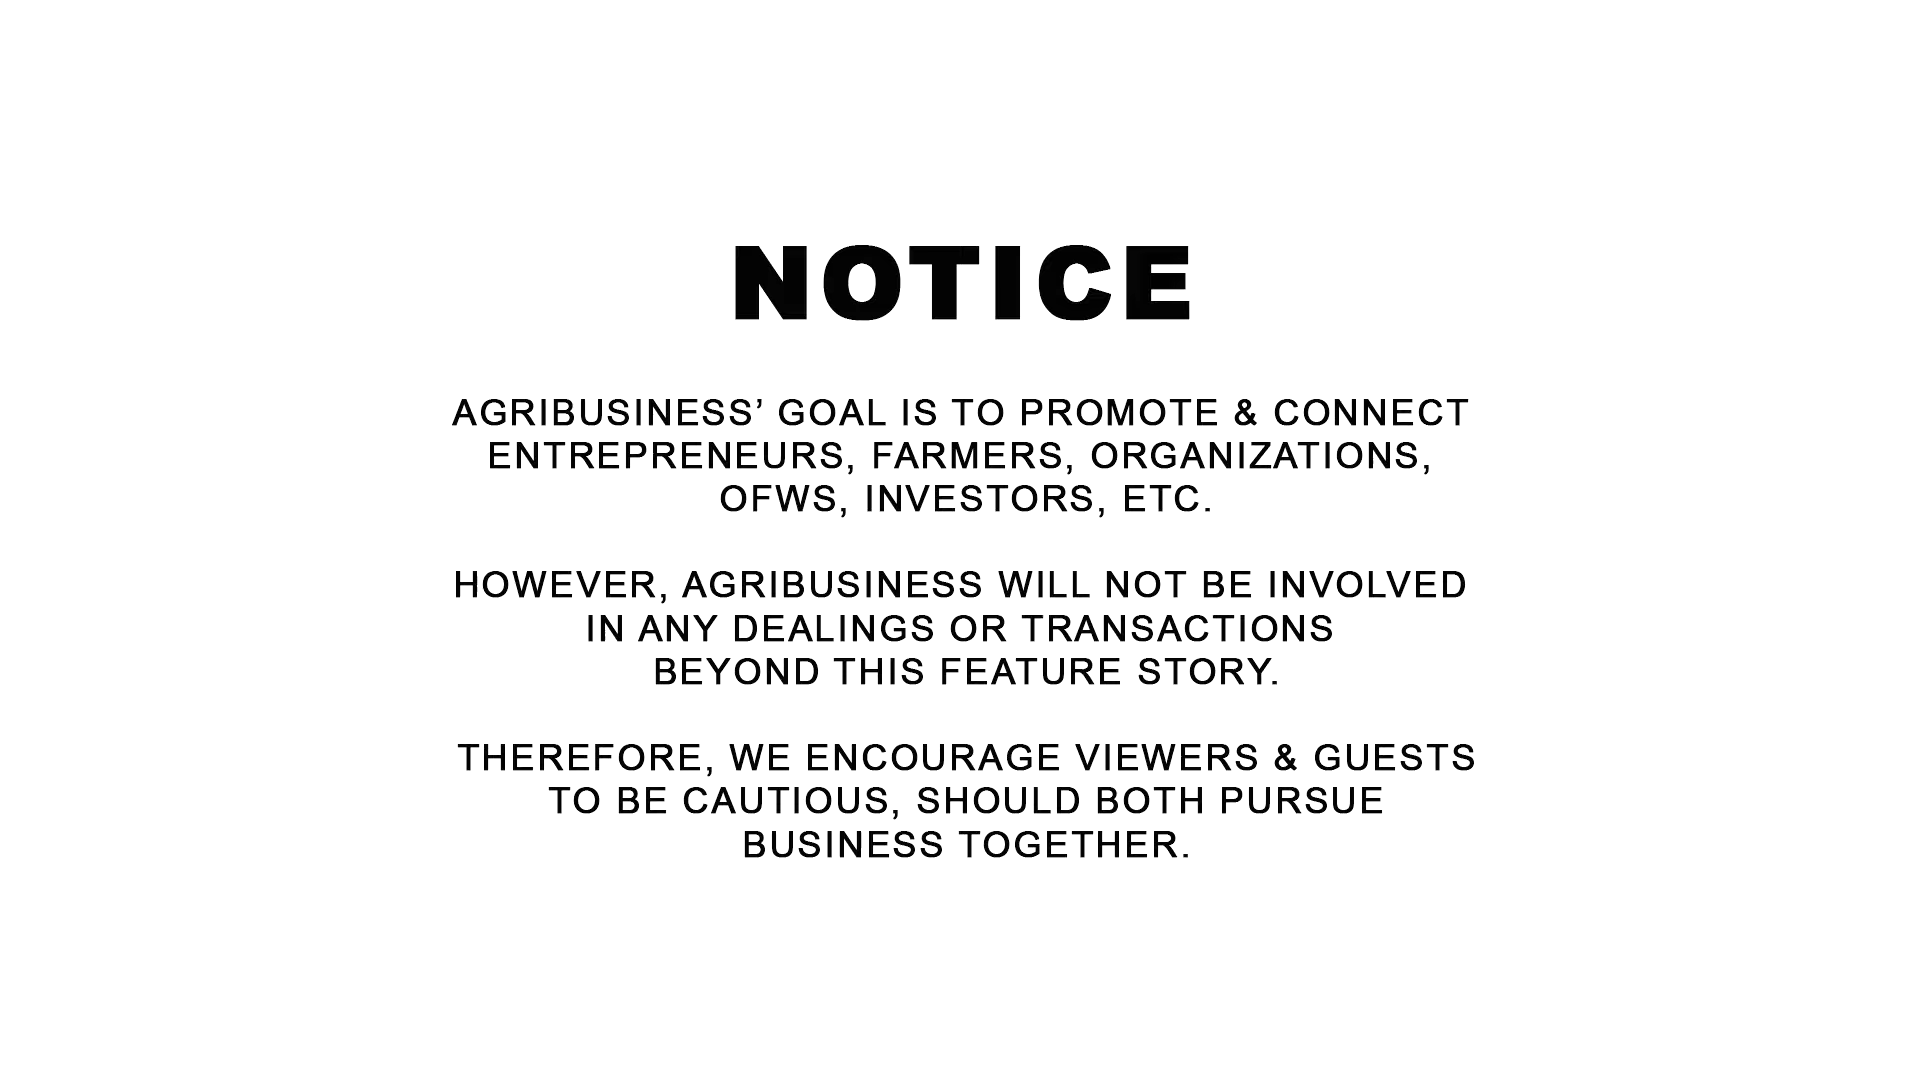 NOTICE
AGRIBUSINESS’ GOAL IS TO PROMOTE & CONNECT
ENTREPRENEURS, FARMERS, ORGANIZATIONS,
OFWS, INVESTORS, ETC.
HOWEVER, AGRIBUSINESS WILL NOT BE INVOLVED
IN ANY DEALINGS OR TRANSACTIONS
BEYOND THIS FEATURE STORY.
THEREFORE, WE ENCOURAGE VIEWERS & GUESTS
TO BE CAUTIOUS, SHOULD BOTH PURSUE
BUSINESS TOGETHER.